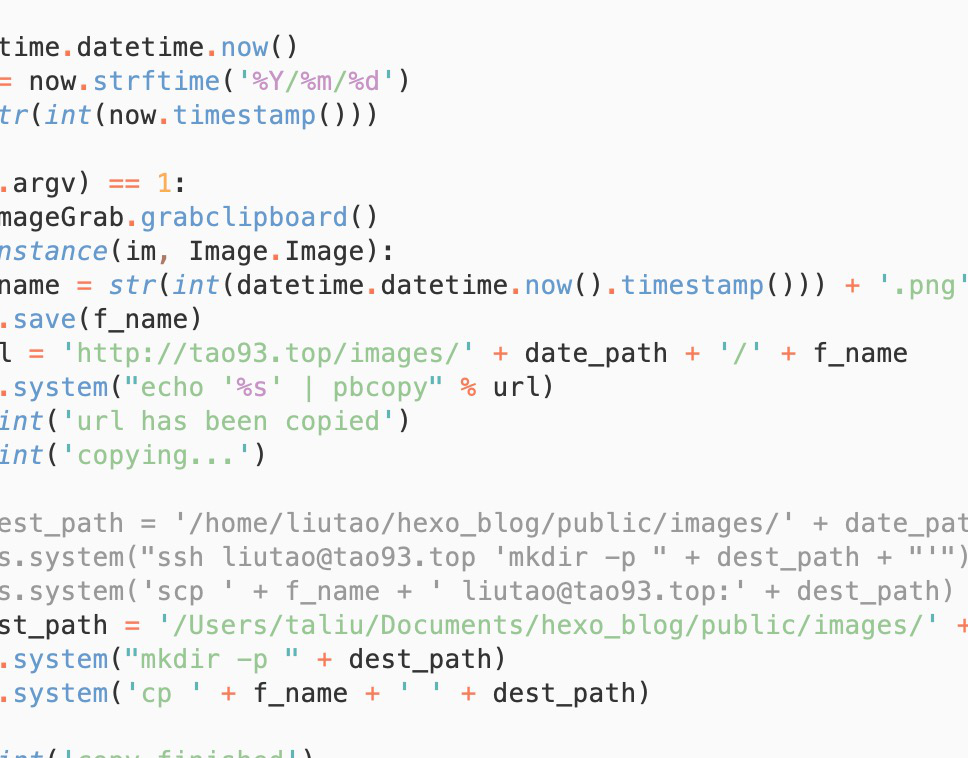 time.datetime.now()
= now.strftime('%Y/%m/%d')
tr(int(now.timestamp()))
.argv) == 1:
mageGrab.grabclipboard()
nstance(im, Image.Image):
name = str(int(datetime.datetime.now().timestamp())) + '.png'
.save(f_name)
l = 'http://tao93.top/images/' + date_path + '/' + f_name
.system("echo '%s' | pbcopy" % url)
int('url has been copied')
int('copying...')
est_path = '/home/liutao/hexo_blog/public/images/' + date_pat
s.system("ssh liutao@tao93.top 'mkdir -p " + dest_path + "'")
s.system('scp ' + f_name + ' liutao@tao93.top:' + dest_path)
st_path = '/Users/taliu/Documents/hexo_blog/public/images/' +
.system("mkdir -p " + dest_path)
.system('cp ' + f_name + ' ' + dest_path)
int('copy finished')